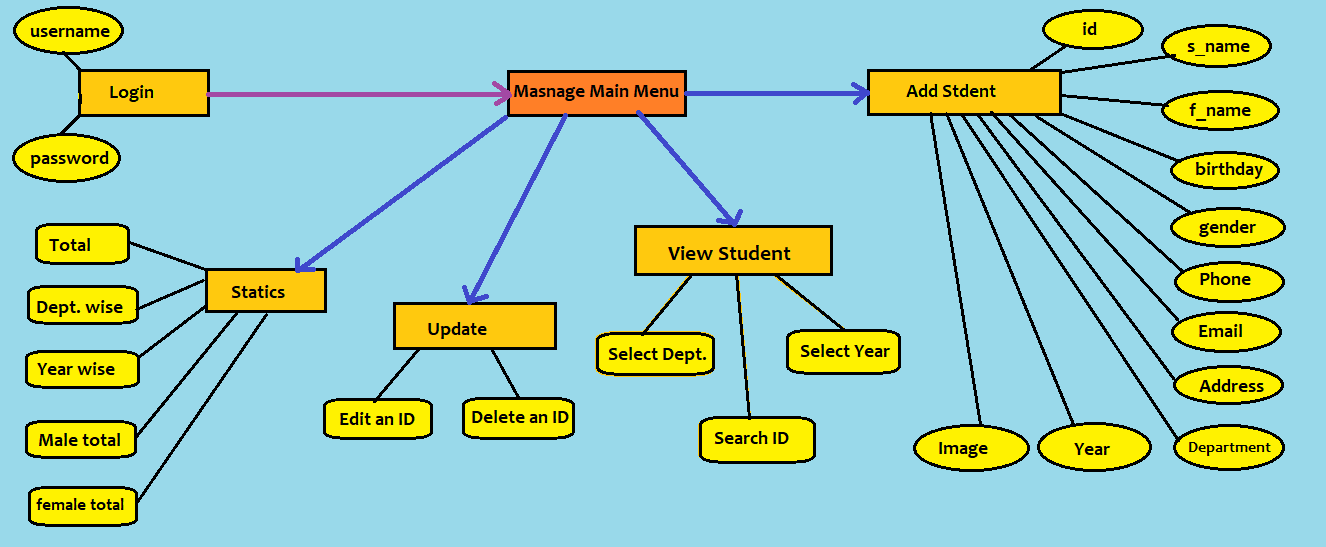 username
id
s_name
Login
Masnage Main Menu
Add Stdent
f_name
password
birthday
gender
Total
View Student
Phone
Statics
Dept. wise
Update
Email
Select Dept.
Select Year
Year wise
Address
Edit an ID
Delete an ID
Male total
Search ID
Image
Year
Department
female total